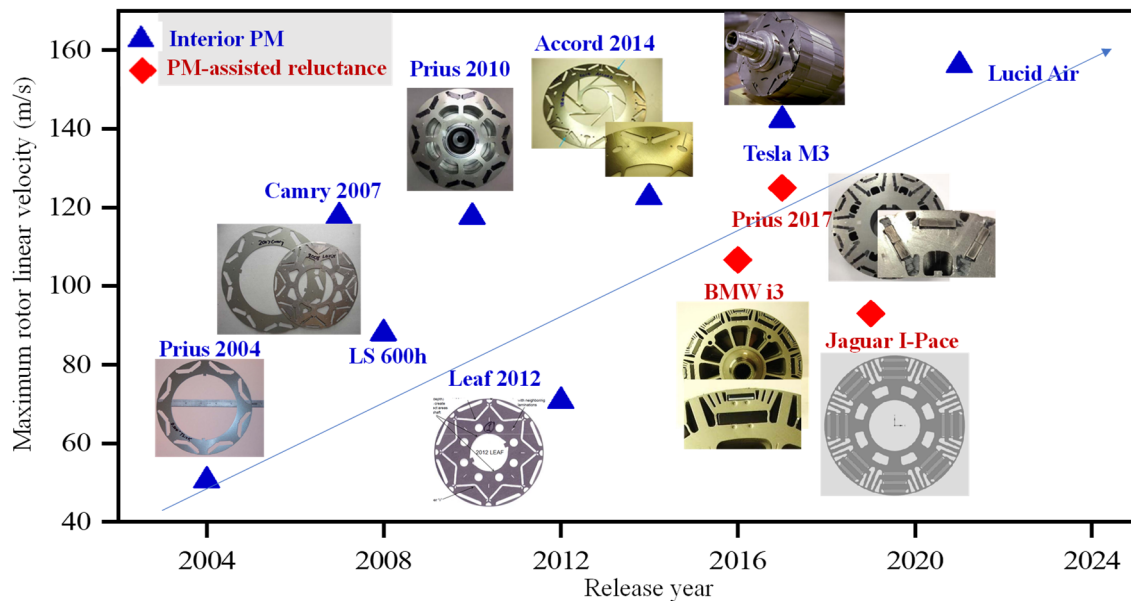 Maximum rotor linear velocity (m/s)
160
140
120
100
80
60
40
Interior PM
PM-assisted reluctance
Prius 2010
Accord 2014
Lucid Air
Tesla M3
Camry 2007
Prius 2017
BMW i3
LS 600h
Prius 2004
Leaf 2012
Jaguar I-Pace
2012 LEAF
2004
2008
2012
2016
2020
2024
Release year